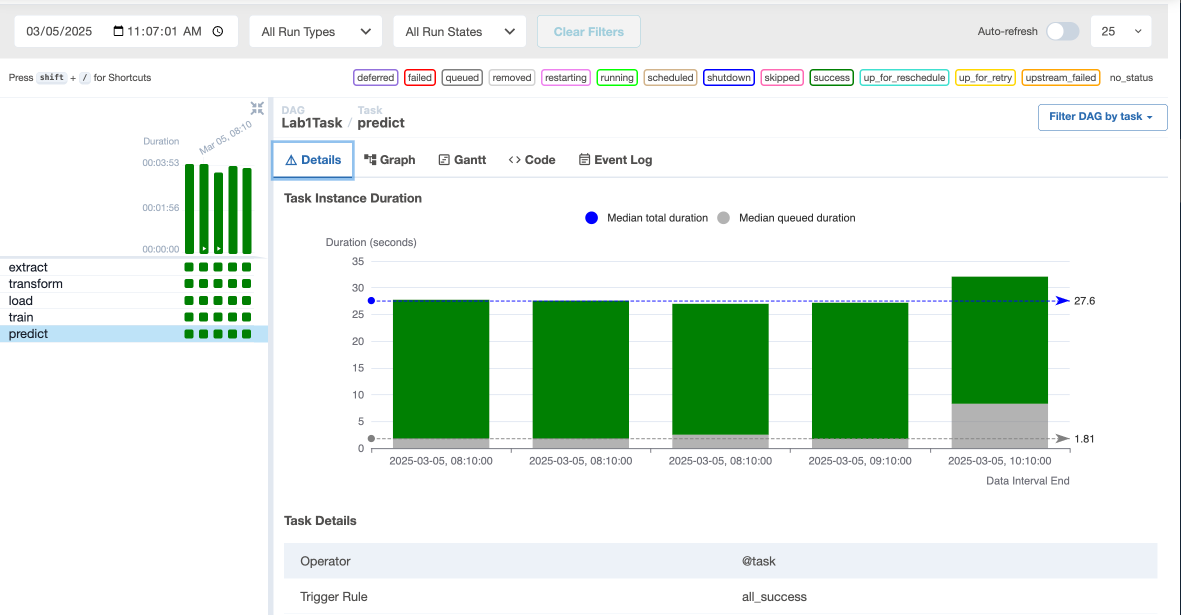 03/05/2025 11:07:01 AM All Run Types All Run States Clear Filters Auto-refresh 25
Press shift + / for Shortcuts deferred failed queued removed restarting running scheduled shutdown skipped success up_for_reschedule up_for_retry upstream_failed no_status
DAG Task
Lab1Task / predict
Filter DAG by task
Duration
Mar 05, 08:10
00:03:53
00:01:56
00:00:00
extract
transform
load
train
predict
Details Graph Gantt Code Event Log
Task Instance Duration
Median total duration Median queued duration
Duration (seconds)
35
30
27.6
25
20
15
10
5
1.81
0
2025-03-05, 08:10:00 2025-03-05, 08:10:00 2025-03-05, 08:10:00 2025-03-05, 09:10:00 2025-03-05, 10:10:00
Data Interval End
Task Details
Operator @task
Trigger Rule all_success